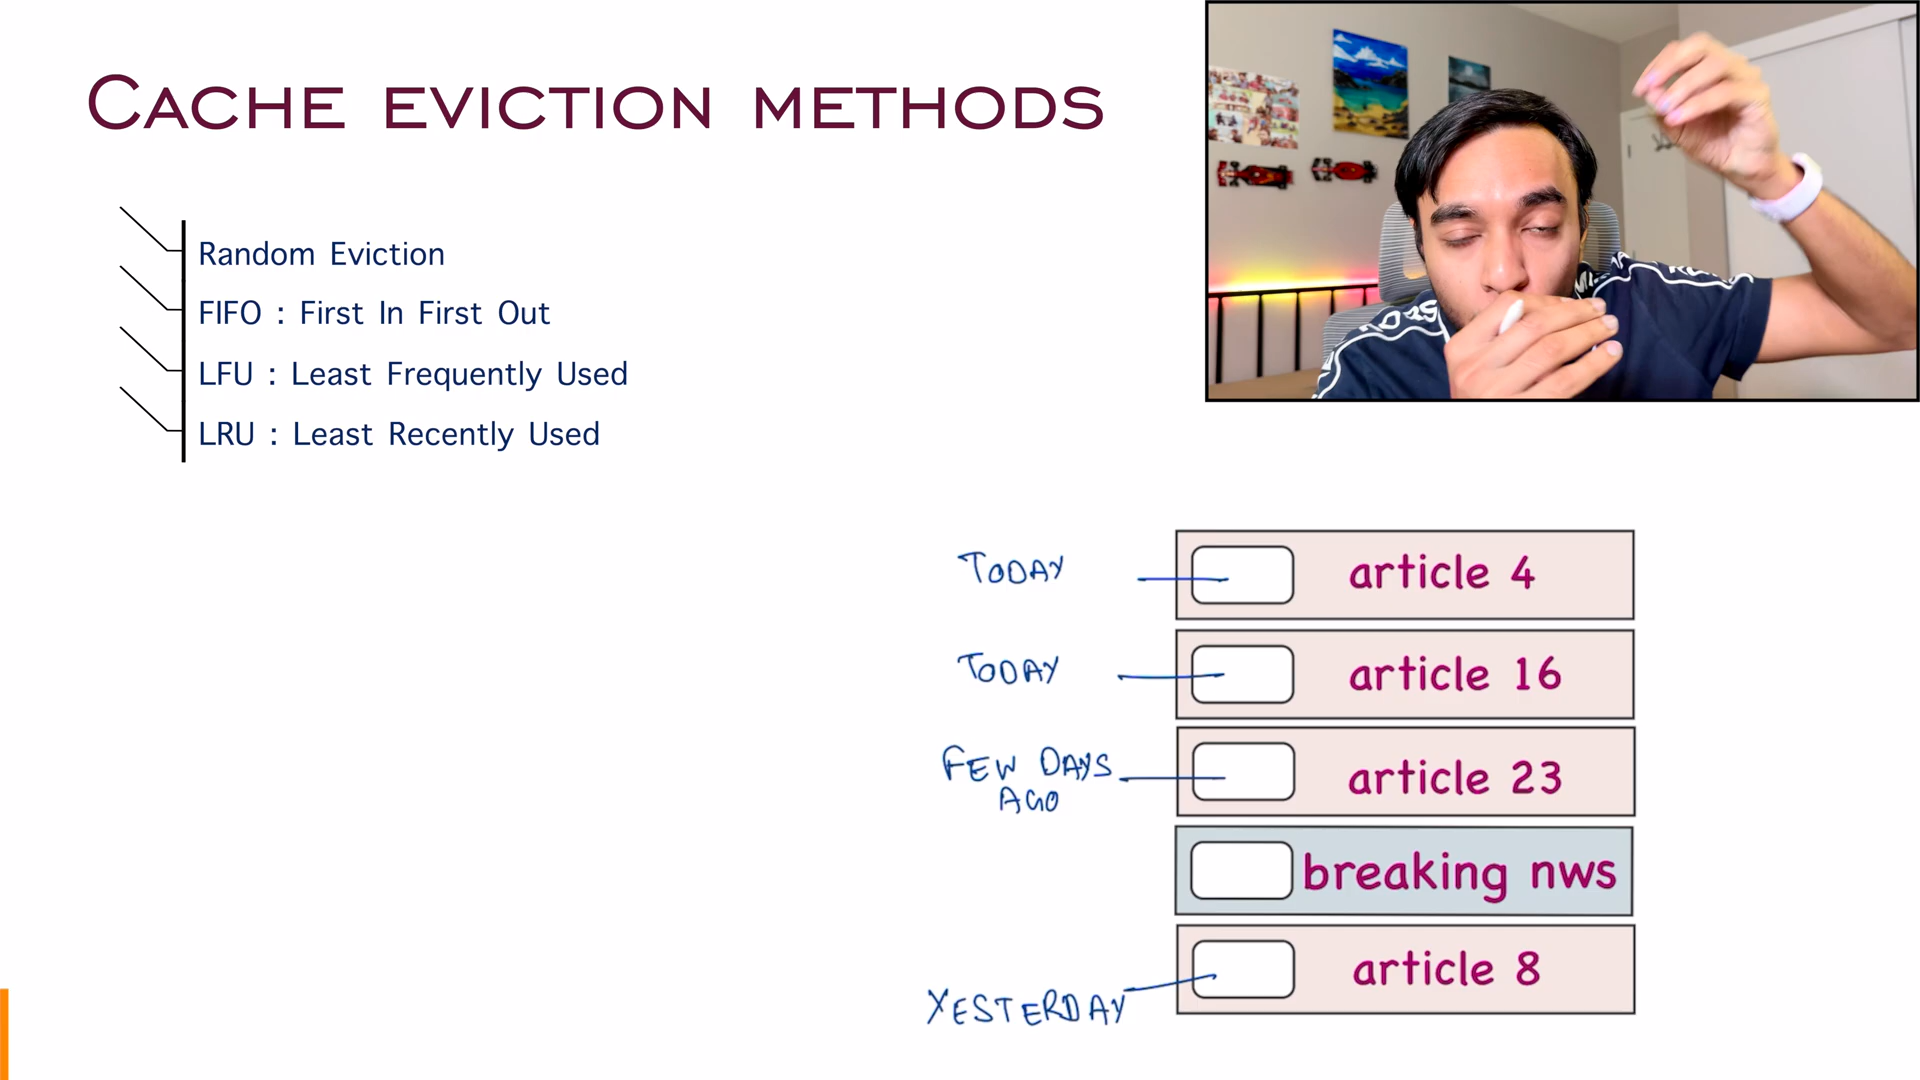 CACHE EVICTION METHODS
Random Eviction
FIFO : First In First Out
LFU : Least Frequently Used
LRU : Least Recently Used
TODAY
article 4
TODAY
article 16
FEW DAYS
AGO
article 23
breaking nws
article 8
YESTERDAY